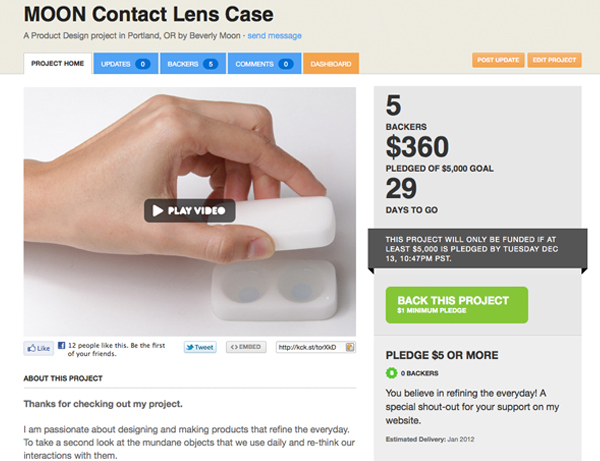 MOON Contact Lens Case
A Product Design project in Portland, OR by Beverly Moon · send message
PROJECT HOME
UPDATES 0
BACKERS 5
COMMENTS 0
DASHBOARD
POST UPDATE
EDIT PROJECT
PLAY VIDEO
5
BACKERS
$360
PLEDGED OF $5,000 GOAL
29
DAYS TO GO
THIS PROJECT WILL ONLY BE FUNDED IF AT
LEAST $5,000 IS PLEDGED BY TUESDAY DEC
13, 10:47PM PST.
BACK THIS PROJECT
$1 MINIMUM PLEDGE
Like
12 people like this. Be the first
of your friends.
Tweet
<> EMBED
http://kck.st/torXkD
ABOUT THIS PROJECT
Thanks for checking out my project.
I am passionate about designing and making products that refine the everyday.
To take a second look at the mundane objects that we use daily and re-think our
interactions with them.
PLEDGE $5 OR MORE
0 BACKERS
You believe in refining the everyday! A
special shout-out for your support on my
website.
Estimated Delivery: Jan 2012